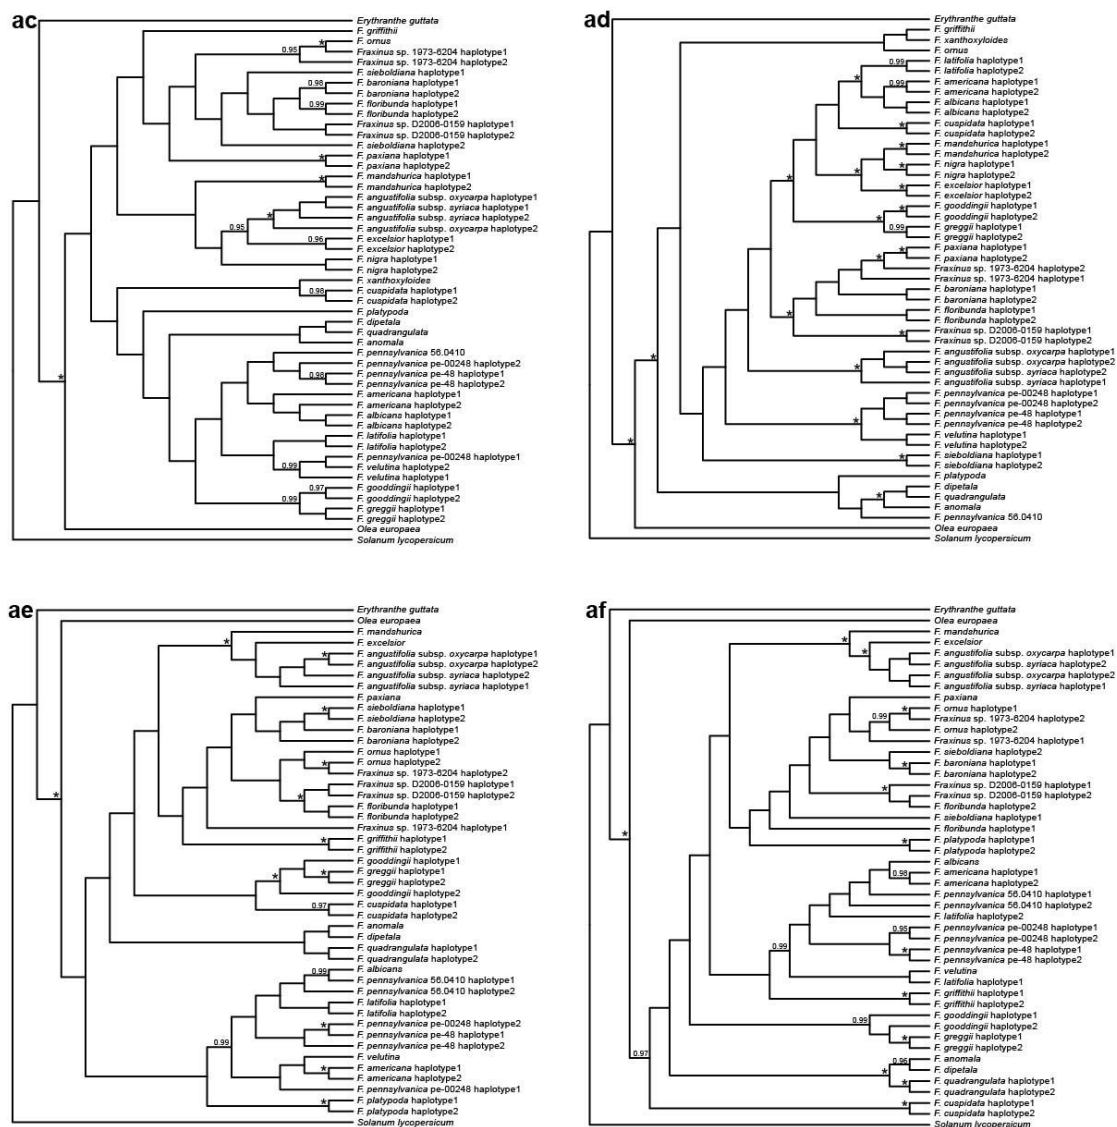 ac
Erythranthe guttata
F. griffithii
F. ornus
Fraxinus sp. 1973-6204 haplotype1
Fraxinus sp. 1973-6204 haplotype2
F. sieboldiana haplotype1
F. baroniana haplotype1
F. baroniana haplotype2
F. floribunda haplotype1
F. floribunda haplotype2
Fraxinus sp. D2006-0159 haplotype1
Fraxinus sp. D2006-0159 haplotype2
F. sieboldiana haplotype2
F. paxiana haplotype1
F. paxiana haplotype2
F. mandshurica haplotype1
F. mandshurica haplotype2
F. angustifolia subsp. oxycarpa haplotype1
F. angustifolia subsp. syriaca haplotype1
F. angustifolia subsp. syriaca haplotype2
F. angustifolia subsp. oxycarpa haplotype2
F. excelsior haplotype1
F. excelsior haplotype2
F. nigra haplotype1
F. nigra haplotype2
F. xanthoxyloides
F. cuspidata haplotype1
F. cuspidata haplotype2
F. platypoda
F. dipetala
F. quadrangulata
F. anomala
F. pennsylvanica 56.0410
F. pennsylvanica pe-00248 haplotype2
F. pennsylvanica pe-48 haplotype1
F. pennsylvanica pe-48 haplotype2
F. americana haplotype1
F. americana haplotype2
F. albicans haplotype1
F. albicans haplotype2
F. latifolia haplotype1
F. latifolia haplotype2
F. pennsylvanica pe-00248 haplotype1
F. velutina haplotype2
F. velutina haplotype1
F. gooddingii haplotype1
F. gooddingii haplotype2
F. greggii haplotype1
F. greggii haplotype2
Olea europaea
Solanum lycopersicum
*
0.95
0.98
0.99
*
*
*
0.95
0.96
0.98
*
0.98
0.99
0.97
0.99
ad
Erythranthe guttata
F. griffithii
F. xanthoxyloides
F. ornus
F. latifolia haplotype1
F. latifolia haplotype2
F. americana haplotype1
F. americana haplotype2
F. albicans haplotype1
F. albicans haplotype2
F. cuspidata haplotype1
F. cuspidata haplotype2
F. mandshurica haplotype1
F. mandshurica haplotype2
F. nigra haplotype1
F. nigra haplotype2
F. excelsior haplotype1
F. excelsior haplotype2
F. gooddingii haplotype1
F. gooddingii haplotype2
F. greggii haplotype1
F. greggii haplotype2
F. paxiana haplotype1
F. paxiana haplotype2
Fraxinus sp. 1973-6204 haplotype2
Fraxinus sp. 1973-6204 haplotype1
F. baroniana haplotype1
F. baroniana haplotype2
F. floribunda haplotype1
F. floribunda haplotype2
Fraxinus sp. D2006-0159 haplotype1
Fraxinus sp. D2006-0159 haplotype2
F. angustifolia subsp. oxycarpa haplotype1
F. angustifolia subsp. oxycarpa haplotype2
F. angustifolia subsp. syriaca haplotype2
F. angustifolia subsp. syriaca haplotype1
F. pennsylvanica pe-00248 haplotype1
F. pennsylvanica pe-00248 haplotype2
F. pennsylvanica pe-48 haplotype1
F. pennsylvanica pe-48 haplotype2
F. velutina haplotype1
F. velutina haplotype2
F. sieboldiana haplotype1
F. sieboldiana haplotype2
F. platypoda
F. dipetala
F. quadrangulata
F. anomala
F. pennsylvanica 56.0410
Olea europaea
Solanum lycopersicum
0.99
*
0.99
*
*
*
*
*
*
*
*
0.99
*
*
*
*
*
*
*
*
*
*
ae
Erythranthe guttata
Olea europaea
F. mandshurica
F. excelsior
F. angustifolia subsp. oxycarpa haplotype1
F. angustifolia subsp. oxycarpa haplotype2
F. angustifolia subsp. syriaca haplotype2
F. angustifolia subsp. syriaca haplotype1
F. paxiana
F. sieboldiana haplotype1
F. sieboldiana haplotype2
F. baroniana haplotype1
F. baroniana haplotype2
F. ornus haplotype1
F. ornus haplotype2
Fraxinus sp. 1973-6204 haplotype2
Fraxinus sp. D2006-0159 haplotype1
Fraxinus sp. D2006-0159 haplotype2
F. floribunda haplotype1
F. floribunda haplotype2
Fraxinus sp. 1973-6204 haplotype1
F. griffithii haplotype1
F. griffithii haplotype2
F. gooddingii haplotype1
F. greggii haplotype1
F. greggii haplotype2
F. gooddingii haplotype2
F. cuspidata haplotype1
F. cuspidata haplotype2
F. anomala
F. dipetala
F. quadrangulata haplotype1
F. quadrangulata haplotype2
F. albicans
F. pennsylvanica 56.0410 haplotype1
F. pennsylvanica 56.0410 haplotype2
F. latifolia haplotype1
F. latifolia haplotype2
F. pennsylvanica pe-00248 haplotype2
F. pennsylvanica pe-48 haplotype1
F. pennsylvanica pe-48 haplotype2
F. velutina
F. americana haplotype1
F. americana haplotype2
F. pennsylvanica pe-00248 haplotype1
F. platypoda haplotype1
F. platypoda haplotype2
Solanum lycopersicum
*
*
*
*
*
*
*
*
0.97
*
0.99
*
0.99
*
*
af
Erythranthe guttata
Olea europaea
F. mandshurica
F. excelsior
F. angustifolia subsp. oxycarpa haplotype1
F. angustifolia subsp. syriaca haplotype2
F. angustifolia subsp. oxycarpa haplotype2
F. angustifolia subsp. syriaca haplotype1
F. paxiana
F. ornus haplotype1
Fraxinus sp. 1973-6204 haplotype2
F. ornus haplotype2
Fraxinus sp. 1973-6204 haplotype1
F. sieboldiana haplotype2
F. baroniana haplotype1
F. baroniana haplotype2
Fraxinus sp. D2006-0159 haplotype1
Fraxinus sp. D2006-0159 haplotype2
F. floribunda haplotype2
F. sieboldiana haplotype1
F. floribunda haplotype1
F. platypoda haplotype1
F. platypoda haplotype2
F. albicans
F. americana haplotype1
F. americana haplotype2
F. pennsylvanica 56.0410 haplotype1
F. pennsylvanica 56.0410 haplotype2
F. latifolia haplotype2
F. pennsylvanica pe-00248 haplotype1
F. pennsylvanica pe-00248 haplotype2
F. pennsylvanica pe-48 haplotype1
F. pennsylvanica pe-48 haplotype2
F. velutina
F. latifolia haplotype1
F. griffithii haplotype1
F. griffithii haplotype2
F. gooddingii haplotype1
F. gooddingii haplotype2
F. greggii haplotype1
F. greggii haplotype2
F. anomala
F. dipetala
F. quadrangulata haplotype1
F. quadrangulata haplotype2
F. cuspidata haplotype1
F. cuspidata haplotype2
Solanum lycopersicum
*
*
*
0.99
*
*
*
0.98
*
0.95
0.99
*
*
0.99
*
0.96
*
*
0.97
*